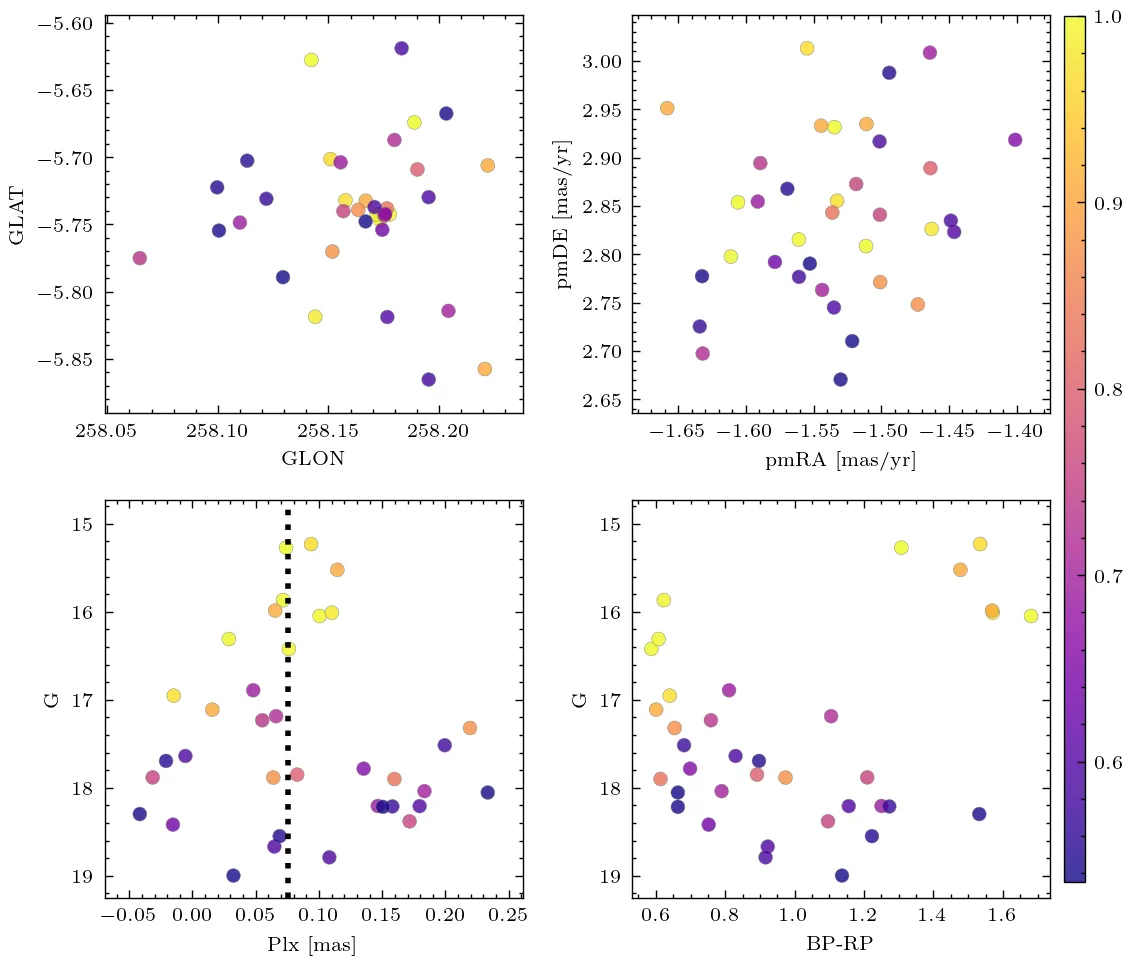 −5.60
−5.65
−5.70
−5.75
−5.80
−5.85
GLAT
258.05 258.10 258.15 258.20
GLON
3.00
2.95
2.90
2.85
2.80
2.75
2.70
2.65
pmDE [mas/yr]
−1.65 −1.60 −1.55 −1.50 −1.45 −1.40
pmRA [mas/yr]
1.0
0.9
0.8
0.7
0.6
15
16
17
18
19
G
−0.05 0.00 0.05 0.10 0.15 0.20 0.25
Plx [mas]
15
16
17
18
19
G
0.6 0.8 1.0 1.2 1.4 1.6
BP-RP